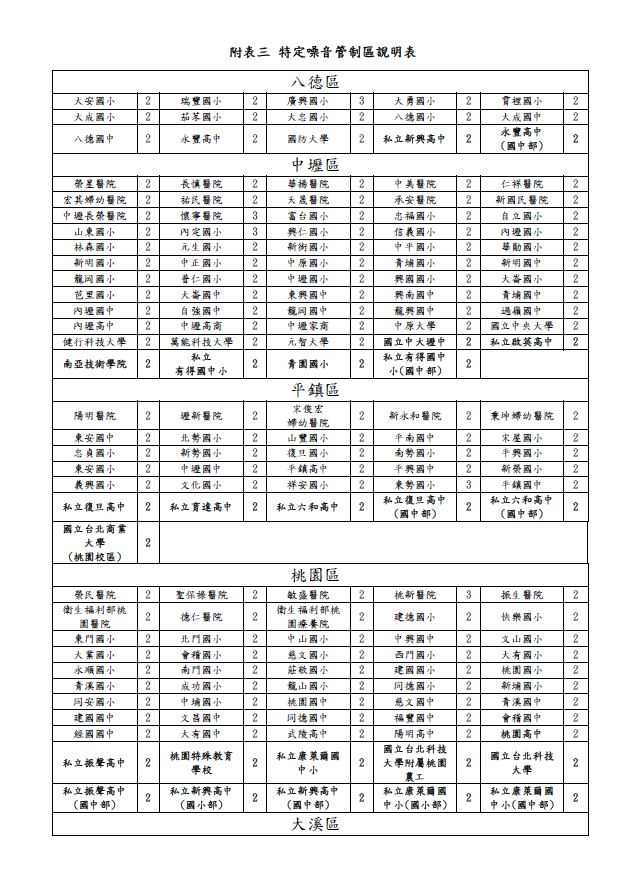 附表三 特定噪音管制區說明表
八德區
大安國小 2 瑞豐國小 2 廣興國小 3 大勇國小 2 霄裡國小 2
大成國小 2 茄苳國小 2 大忠國小 2 八德國小 2 大成國中 2
八德國中 2 永豐高中 2 國防大學 2 私立新興高中 2 永豐高中
(國中部) 2
中壢區
榮星醫院 2 長慎醫院 2 華揚醫院 2 中美醫院 2 仁祥醫院 2
宏其婦幼醫院 2 祐民醫院 2 天晟醫院 2 承安醫院 2 新國民醫院 2
中壢長榮醫院 2 懷寧醫院 3 富台國小 2 忠福國小 2 自立國小 2
山東國小 2 內定國小 3 興仁國小 2 信義國小 2 內壢國小 2
林森國小 2 元生國小 2 新街國小 2 中平國小 2 華勛國小 2
新明國小 2 中正國小 2 中原國小 2 青埔國小 2 新明國中 2
龍岡國小 2 普仁國小 2 中壢國小 2 興國國小 2 大崙國小 2
芭里國小 2 大崙國中 2 東興國中 2 興南國中 2 青埔國中 2
內壢國中 2 自強國中 2 龍岡國中 2 龍興國中 2 過嶺國中 2
內壢高中 2 中壢高商 2 中壢家商 2 中原大學 2 國立中央大學 2
健行科技大學 2 萬能科技大學 2 元智大學 2 國立中大壢中 2 私立啟英高中 2
南亞技術學院 2 私立
有得國中小 2 青園國小 2 私立有得國中
小(國中部) 2
平鎮區
陽明醫院 2 壢新醫院 2 宋俊宏
婦幼醫院 2 新永和醫院 2 秉坤婦幼醫院 2
東安國中 2 北勢國小 2 山豐國小 2 平南國中 2 宋屋國小 2
忠貞國小 2 新勢國小 2 復旦國小 2 南勢國小 2 平興國小 2
東安國小 2 中壢國中 2 平鎮高中 2 平興國中 2 新榮國小 2
義興國小 2 文化國小 2 祥安國小 2 東勢國小 3 平鎮國中 2
私立復旦高中 2 私立育達高中 2 私立六和高中 2 私立復旦高中
(國中部) 2 私立六和高中
(國中部) 2
國立台北商業
大學
(桃園校區) 2
桃園區
榮民醫院 2 聖保祿醫院 2 敏盛醫院 2 桃新醫院 3 振生醫院 2
衛生福利部桃
園醫院 2 德仁醫院 2 衛生福利部桃
園療養院 2 建德國小 2 快樂國小 2
東門國小 2 北門國小 2 中山國小 2 中興國中 2 文山國小 2
大業國小 2 會稽國小 2 慈文國小 2 西門國小 2 大有國小 2
永順國小 2 南門國小 2 莊敬國小 2 建國國小 2 桃園國小 2
青溪國小 2 成功國小 2 龍山國小 2 同德國小 2 新埔國小 2
同安國小 2 中埔國小 2 桃園國中 2 慈文國中 2 青溪國中 2
建國國中 2 文昌國中 2 同德國中 2 福豐國中 2 會稽國中 2
經國國中 2 大有國中 2 武陵高中 2 陽明高中 2 桃園高中 2
私立振聲高中 2 桃園特殊教育
學校 2 私立康萊爾國
中小 2 國立台北科技
大學附屬桃園
農工 2 國立台北科技
大學 2
私立振聲高中
(國中部) 2 私立新興高中
(國小部) 2 私立新興高中
(國中部) 2 私立康萊爾國
中小(國小部) 2 私立康萊爾國
中小(國中部) 2
大溪區